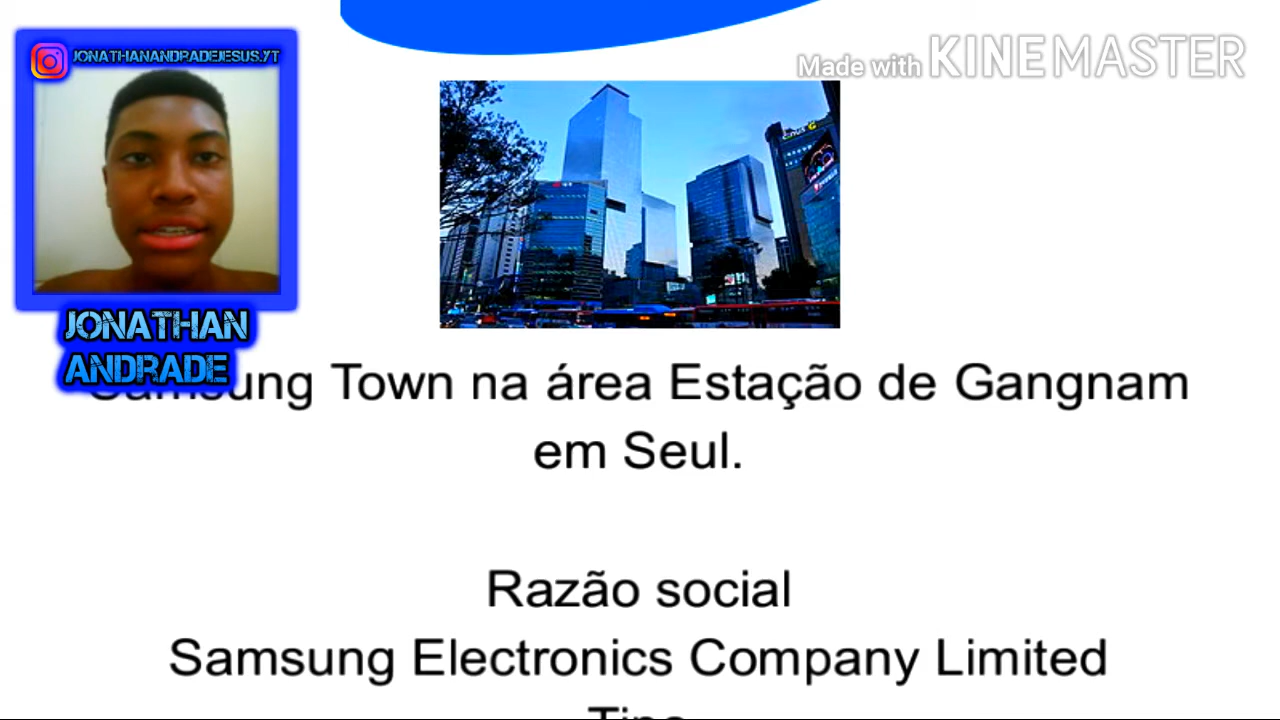 JONATHANANDRADEJESUS.YT
Made with KINEMASTER
JONATHAN
ANDRADE
Samsung Town na área Estação de Gangnam
em Seul.
Razão social
Samsung Electronics Company Limited